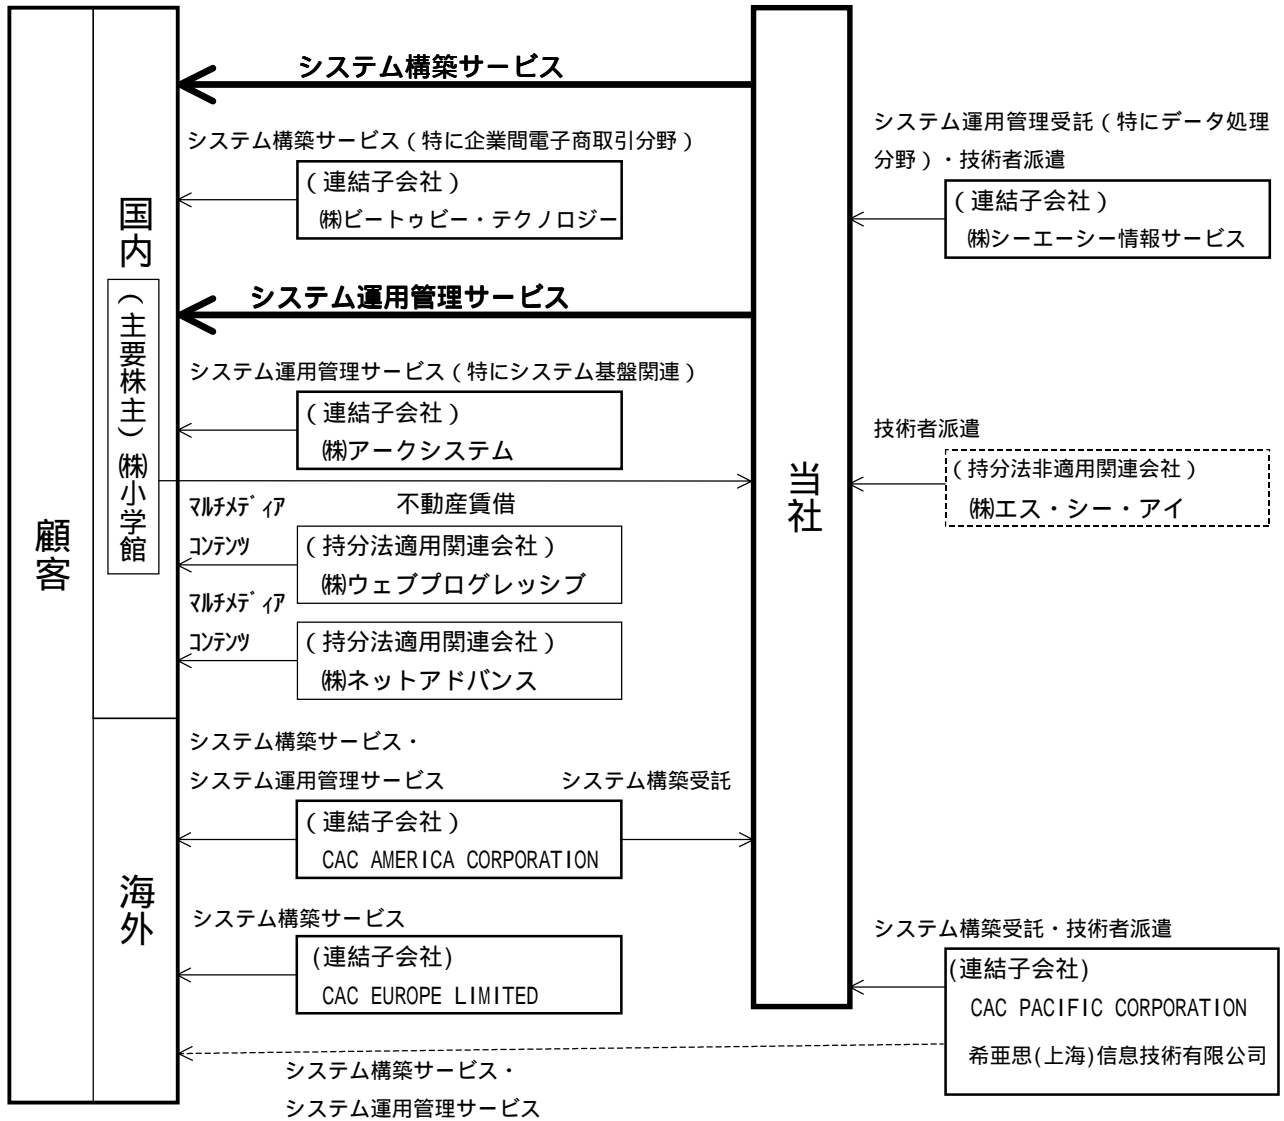 システム構築サービス
システム構築サービス（特に企業間電子商取引分野）
（連結子会社）
㈱ビートゥビー・テクノロジー
システム運用管理サービス
システム運用管理サービス（特にシステム基盤関連）
（連結子会社）
㈱アークシステム
不動産賃借
マルチメディア
コンテンツ
（持分法適用関連会社）
㈱ウェブプログレッシブ
マルチメディア
コンテンツ
（持分法適用関連会社）
㈱ネットアドバンス
システム構築サービス・
システム運用管理サービス
システム構築受託
（連結子会社）
CAC AMERICA CORPORATION
システム構築サービス
(連結子会社)
CAC EUROPE LIMITED
システム構築サービス・
システム運用管理サービス
顧客
国内
（主要株主）㈱小学館
海外
当社
システム運用管理受託（特にデータ処理
分野）・技術者派遣
（連結子会社）
㈱シーエーシー情報サービス
技術者派遣
（持分法非適用関連会社）
㈱エス・シー・アイ
システム構築受託・技術者派遣
(連結子会社)
CAC PACIFIC CORPORATION
希亜思(上海)信息技術有限公司